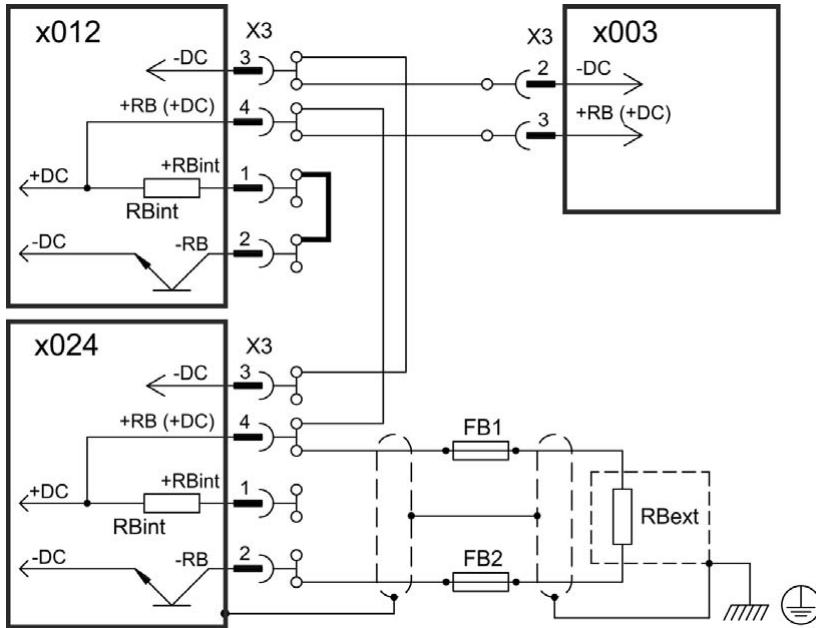 x012
X3
-DC
3
+RB (+DC)
4
+DC
+RBint
1
RBint
-DC
-RB
2
X3
x003
2
-DC
3
+RB (+DC)
x024
X3
-DC
3
+RB (+DC)
4
+DC
+RBint
1
RBint
-DC
-RB
2
FB1
FB2
RBext